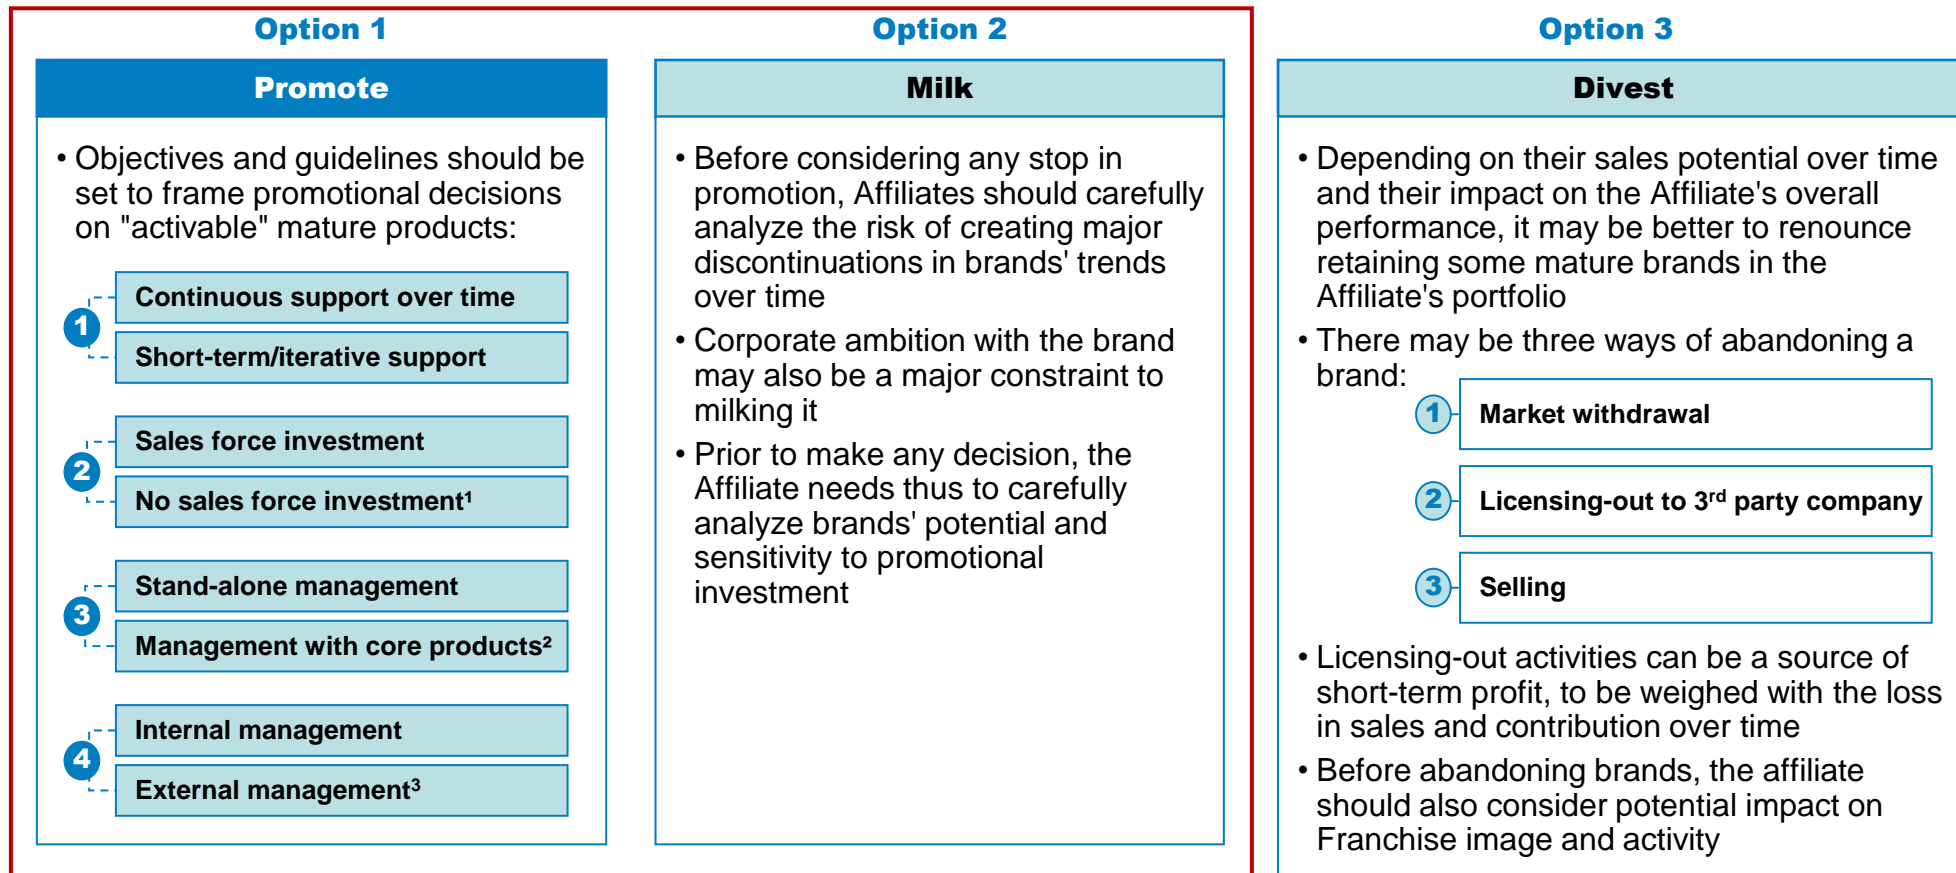 Option 1
Promote
• Objectives and guidelines should be
set to frame promotional decisions
on "activable" mature products:
1
Continuous support over time
Short-term/iterative support
2
Sales force investment
No sales force investment¹
3
Stand-alone management
Management with core products²
4
Internal management
External management³
Option 2
Milk
• Before considering any stop in
promotion, Affiliates should carefully
analyze the risk of creating major
discontinuations in brands' trends
over time
• Corporate ambition with the brand
may also be a major constraint to
milking it
• Prior to make any decision, the
Affiliate needs thus to carefully
analyze brands' potential and
sensitivity to promotional
investment
Option 3
Divest
• Depending on their sales potential over time
and their impact on the Affiliate's overall
performance, it may be better to renounce
retaining some mature brands in the
Affiliate's portfolio
• There may be three ways of abandoning a
brand:
1 Market withdrawal
2 Licensing-out to 3rd party company
3 Selling
• Licensing-out activities can be a source of
short-term profit, to be weighed with the loss
in sales and contribution over time
• Before abandoning brands, the affiliate
should also consider potential impact on
Franchise image and activity